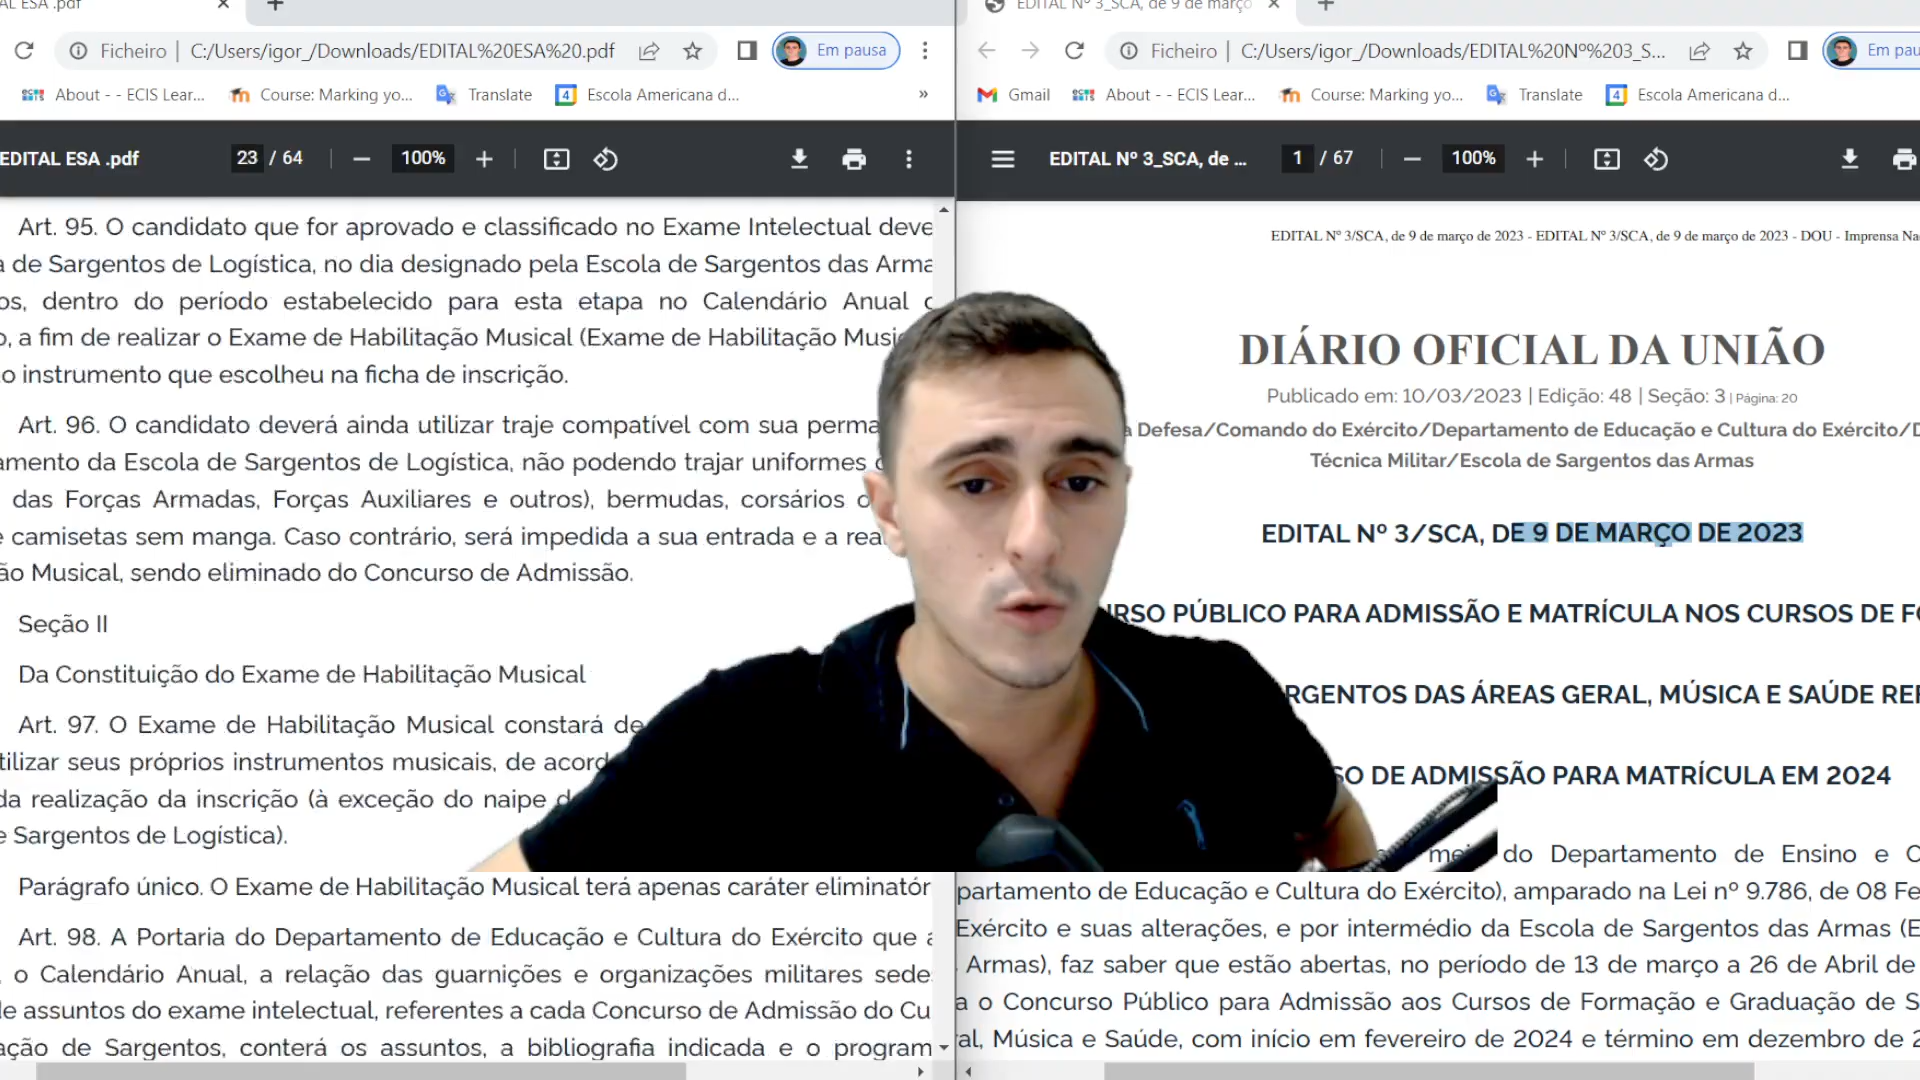 AL ESA .pdf
Ficheiro | C:/Users/igor_/Downloads/EDITAL%20ESA%20.pdf
Em pausa
About - - ECIS Lear...
Course: Marking yo...
Translate
Escola Americana d...
»
EDITAL ESA .pdf
23 / 64
100%
Art. 95. O candidato que for aprovado e classificado no Exame Intelectual deve
a de Sargentos de Logística, no dia designado pela Escola de Sargentos das Arma
os, dentro do período estabelecido para esta etapa no Calendário Anual
o, a fim de realizar o Exame de Habilitação Musical (Exame de Habilitação Musi
o instrumento que escolheu na ficha de inscrição.
Art. 96. O candidato deverá ainda utilizar traje compatível com sua perma
amento da Escola de Sargentos de Logística, não podendo trajar uniformes
das Forças Armadas, Forças Auxiliares e outros), bermudas, corsários
e camisetas sem manga. Caso contrário, será impedida a sua entrada e a rea
ão Musical, sendo eliminado do Concurso de Admissão.
Seção II
Da Constituição do Exame de Habilitação Musical
Art. 97. O Exame de Habilitação Musical constará de
tilizar seus próprios instrumentos musicais, de acord
da realização da inscrição (à exceção do naipe d
e Sargentos de Logística).
Parágrafo único. O Exame de Habilitação Musical terá apenas caráter eliminatór
Art. 98. A Portaria do Departamento de Educação e Cultura do Exército que a
, o Calendário Anual, a relação das guarnições e organizações militares sede
de assuntos do exame intelectual, referentes a cada Concurso de Admissão do Cu
ação de Sargentos, conterá os assuntos, a bibliografia indicada e o program
EDITAL Nº 3_SCA, de 9 de março
Ficheiro | C:/Users/igor_/Downloads/EDITAL%20Nº%203_S...
Em pau
Gmail
About - - ECIS Lear...
Course: Marking yo...
Translate
Escola Americana d...
EDITAL Nº 3_SCA, de ...
1 / 67
100%
EDITAL Nº 3/SCA, de 9 de março de 2023 - EDITAL Nº 3/SCA, de 9 de março de 2023 - DOU - Imprensa Na
DIÁRIO OFICIAL DA UNIÃO
Publicado em: 10/03/2023 | Edição: 48 | Seção: 3 | Página: 20
a Defesa/Comando do Exército/Departamento de Educação e Cultura do Exército/D
Técnica Militar/Escola de Sargentos das Armas
EDITAL Nº 3/SCA, DE 9 DE MARÇO DE 2023
RSO PÚBLICO PARA ADMISSÃO E MATRÍCULA NOS CURSOS DE FO
RGENTOS DAS ÁREAS GERAL, MÚSICA E SAÚDE REF
SO DE ADMISSÃO PARA MATRÍCULA EM 2024
do Departamento de Ensino e C
partamento de Educação e Cultura do Exército), amparado na Lei nº 9.786, de 08 Fe
Exército e suas alterações, e por intermédio da Escola de Sargentos das Armas (E
Armas), faz saber que estão abertas, no período de 13 de março a 26 de Abril de
a o Concurso Público para Admissão aos Cursos de Formação e Graduação de S
al, Música e Saúde, com início em fevereiro de 2024 e término em dezembro de 2